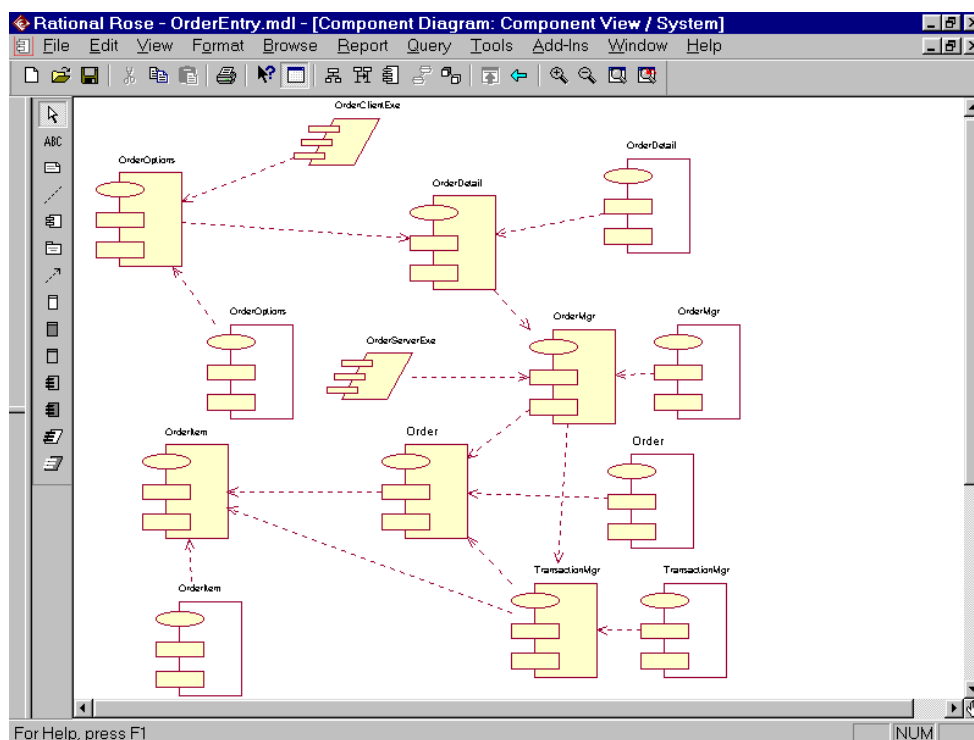 Rational Rose - OrderEntry.mdl - [Component Diagram: Component View / System]
File Edit View Format Browse Report Query Tools Add-Ins Window Help
ABC
OrderClientExe
OrderOptions
OrderDetail
OrderDetail
OrderOptions
OrderMgr
OrderMgr
OrderServerExe
OrderItem
Order
Order
TransactionMgr
TransactionMgr
OrderItem
For Help, press F1
NUM